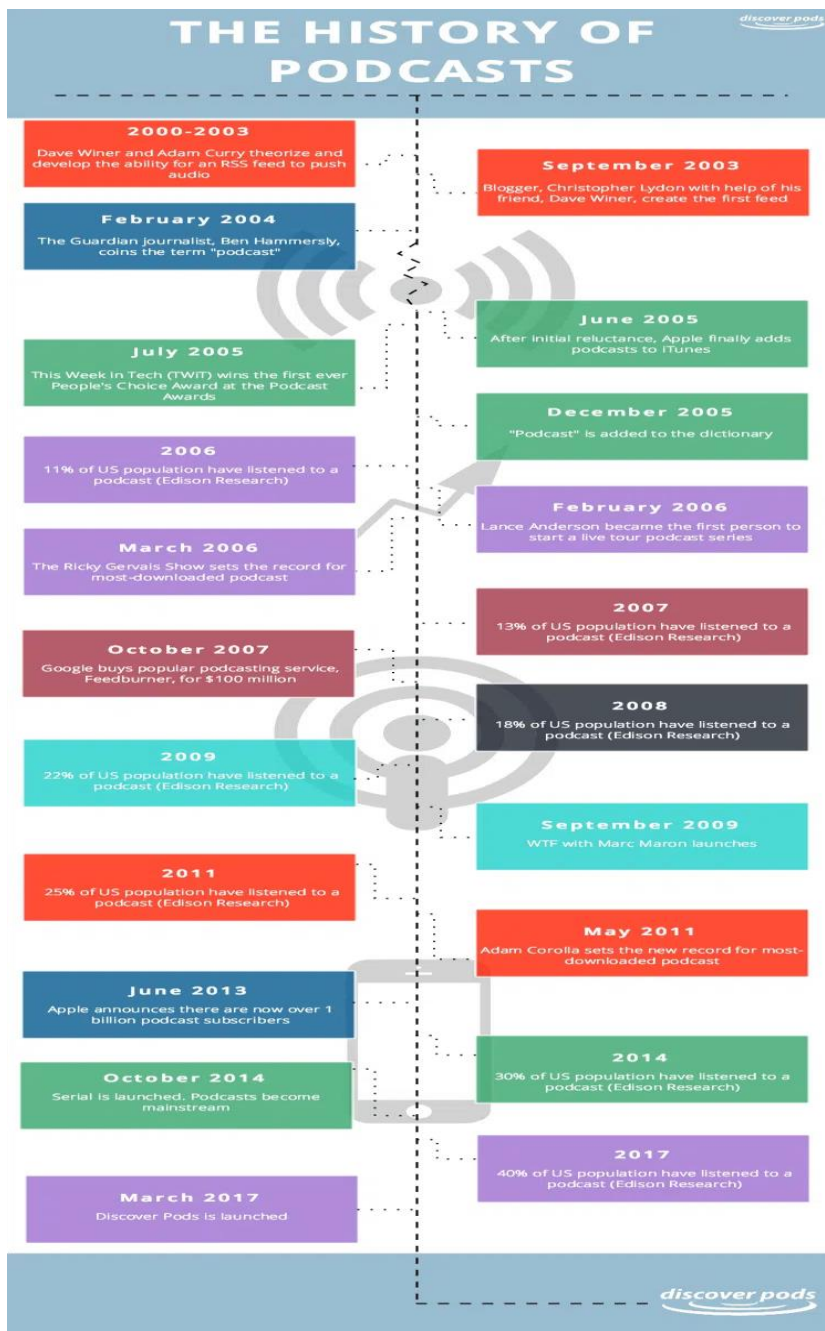 discover pods
THE HISTORY OF
PODCASTS
2000-2003
Dave Winer and Adam Curry theorize and
develop the ability for an RSS feed to push
audio
September 2003
Blogger, Christopher Lydon with help of his
friend, Dave Winer, create the first feed
February 2004
The Guardian journalist, Ben Hammersly,
coins the term "podcast"
June 2005
After initial reluctance, Apple finally adds
podcasts to iTunes
July 2005
This Week in Tech (TWiT) wins the first ever
People's Choice Award at the Podcast
Awards
December 2005
"Podcast" is added to the dictionary
2006
11% of US population have listened to a
podcast (Edison Research)
February 2006
Lance Anderson became the first person to
start a live tour podcast series
March 2006
The Ricky Gervais Show sets the record for
most-downloaded podcast
2007
13% of US population have listened to a
podcast (Edison Research)
October 2007
Google buys popular podcasting service,
Feedburner, for $100 million
2008
18% of US population have listened to a
podcast (Edison Research)
2009
22% of US population have listened to a
podcast (Edison Research)
September 2009
WTF with Marc Maron launches
2011
25% of US population have listened to a
podcast (Edison Research)
May 2011
Adam Corolla sets the new record for most-
downloaded podcast
June 2013
Apple announces there are now over 1
billion podcast subscribers
2014
30% of US population have listened to a
podcast (Edison Research)
October 2014
Serial is launched. Podcasts become
mainstream
2017
40% of US population have listened to a
podcast (Edison Research)
March 2017
Discover Pods is launched
discover pods